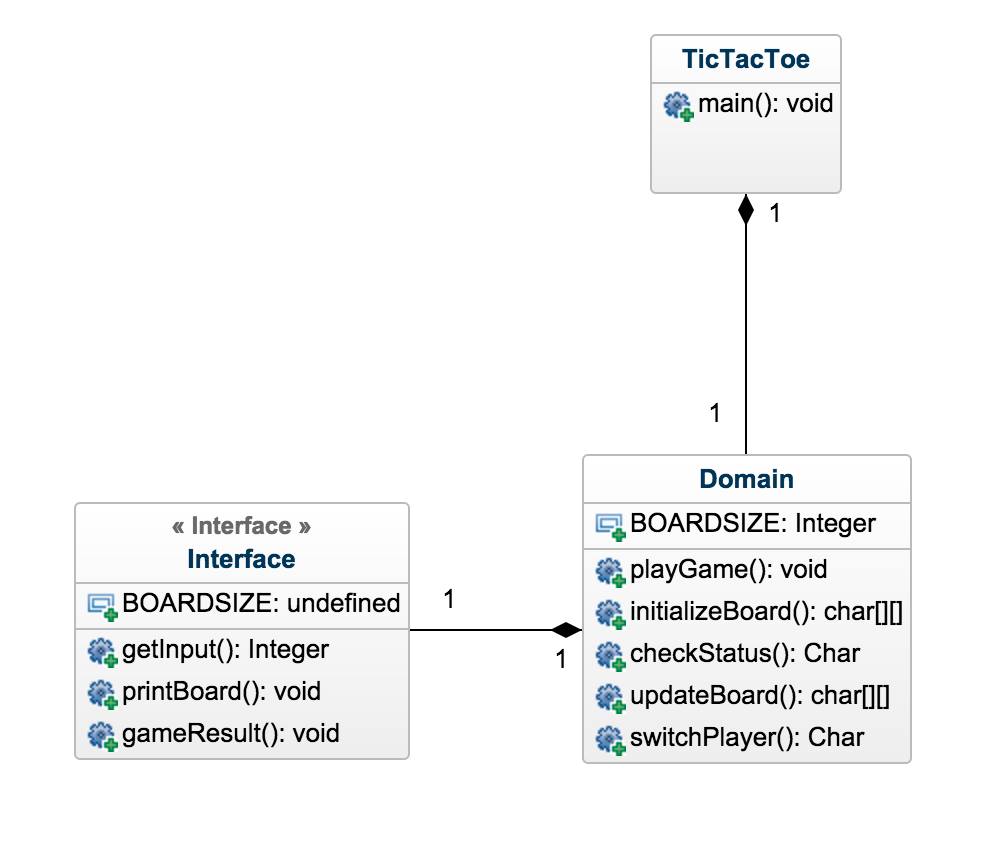 TicTacToe
main(): void
1
1
Domain
BOARDSIZE: Integer
playGame(): void
initializeBoard(): char[][]
checkStatus(): Char
updateBoard(): char[][]
switchPlayer(): Char
« Interface »
Interface
BOARDSIZE: undefined
getInput(): Integer
printBoard(): void
gameResult(): void
1
1